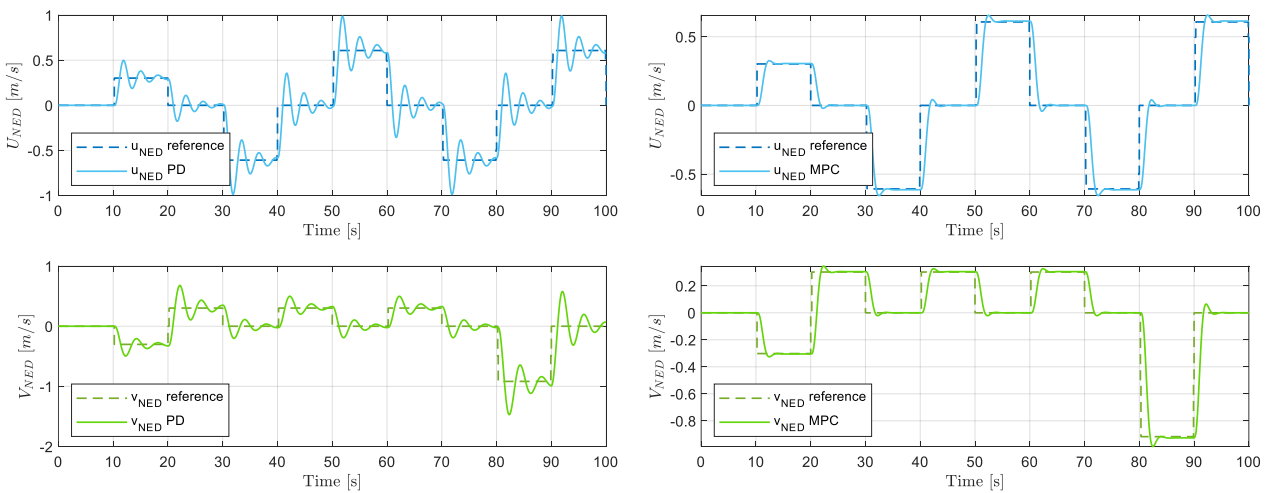 1
0.5
0
-0.5
-1
U_NED [m/s]
u_NED reference
u_NED PD
0 10 20 30 40 50 60 70 80 90 100
Time [s]
0.5
0
-0.5
U_NED [m/s]
u_NED reference
u_NED MPC
0 10 20 30 40 50 60 70 80 90 100
Time [s]
1
0
-1
-2
V_NED [m/s]
v_NED reference
v_NED PD
0 10 20 30 40 50 60 70 80 90 100
Time [s]
0.2
0
-0.2
-0.4
-0.6
-0.8
V_NED [m/s]
v_NED reference
v_NED MPC
0 10 20 30 40 50 60 70 80 90 100
Time [s]